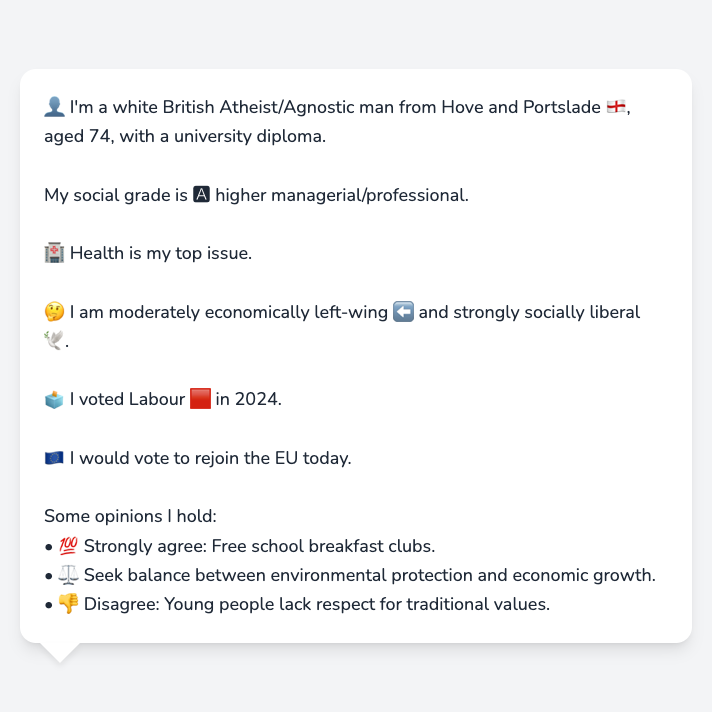 👤 I'm a white British Atheist/Agnostic man from Hove and Portslade 🏴󠁧󠁢󠁥󠁮󠁧󠁿,
aged 74, with a university diploma.
My social grade is 🅰 higher managerial/professional.
🏥 Health is my top issue.
🤔 I am moderately economically left-wing ⬅️ and strongly socially liberal
🕊️.
🗳️ I voted Labour 🟥 in 2024.
🇪🇺 I would vote to rejoin the EU today.
Some opinions I hold:
• 💯 Strongly agree: Free school breakfast clubs.
• ⚖️ Seek balance between environmental protection and economic growth.
• 👎 Disagree: Young people lack respect for traditional values.